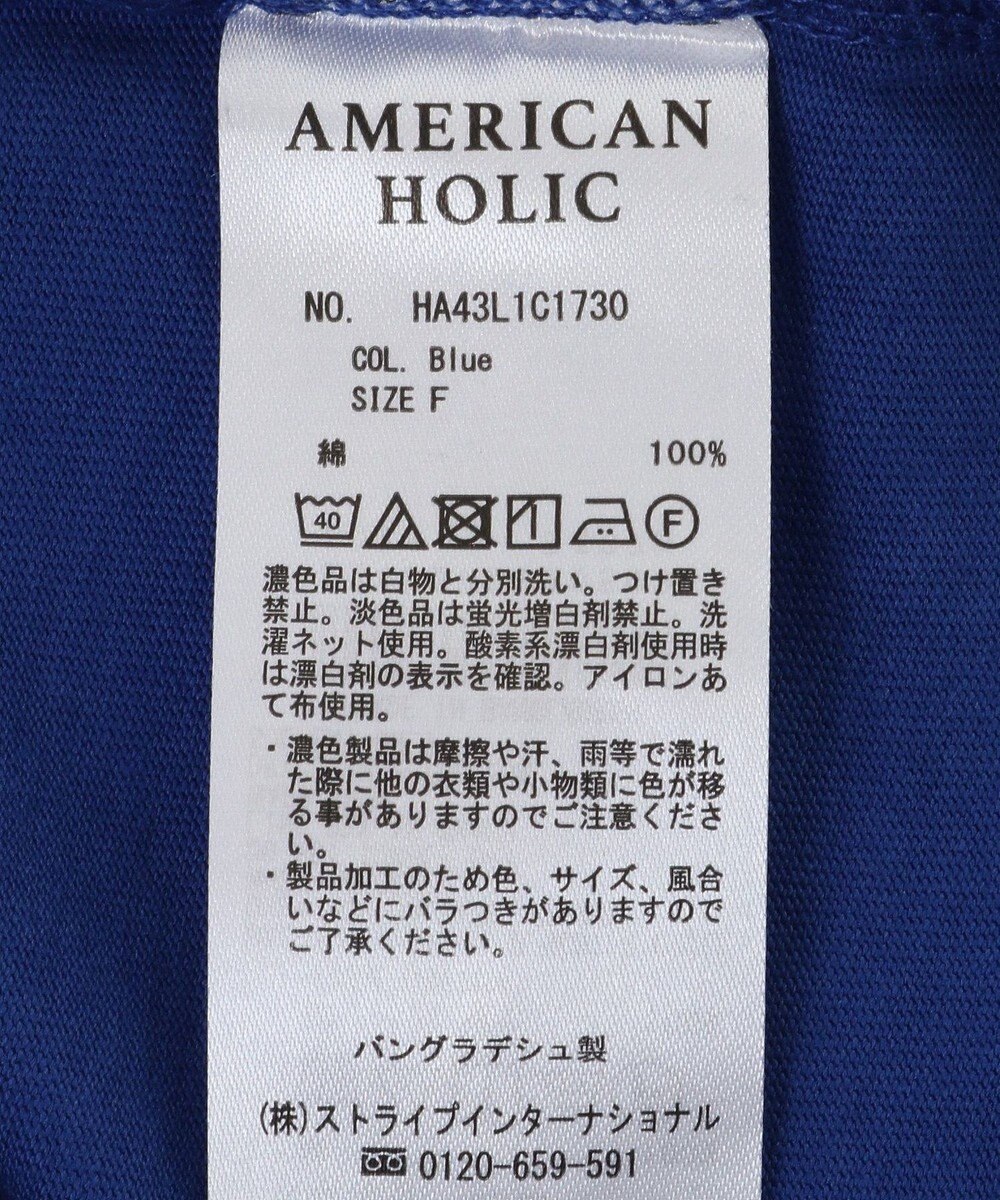 AMERICAN
HOLIC
NO. HA43L1C1730
COL. Blue
SIZE F
綿 100%
40 F
濃色品は白物と分別洗い。つけ置き
禁止。淡色品は蛍光増白剤禁止。洗
濯ネット使用。酸素系漂白剤使用時
は漂白剤の表示を確認。アイロンあ
て布使用。
・濃色製品は摩擦や汗、雨等で濡れ
た際に他の衣類や小物類に色が移
る事がありますのでご注意くださ
い。
・製品加工のため色、サイズ、風合
いなどにバラつきがありますので
ご了承ください。
バングラデシュ製
(株)ストライプインターナショナル
0120-659-591